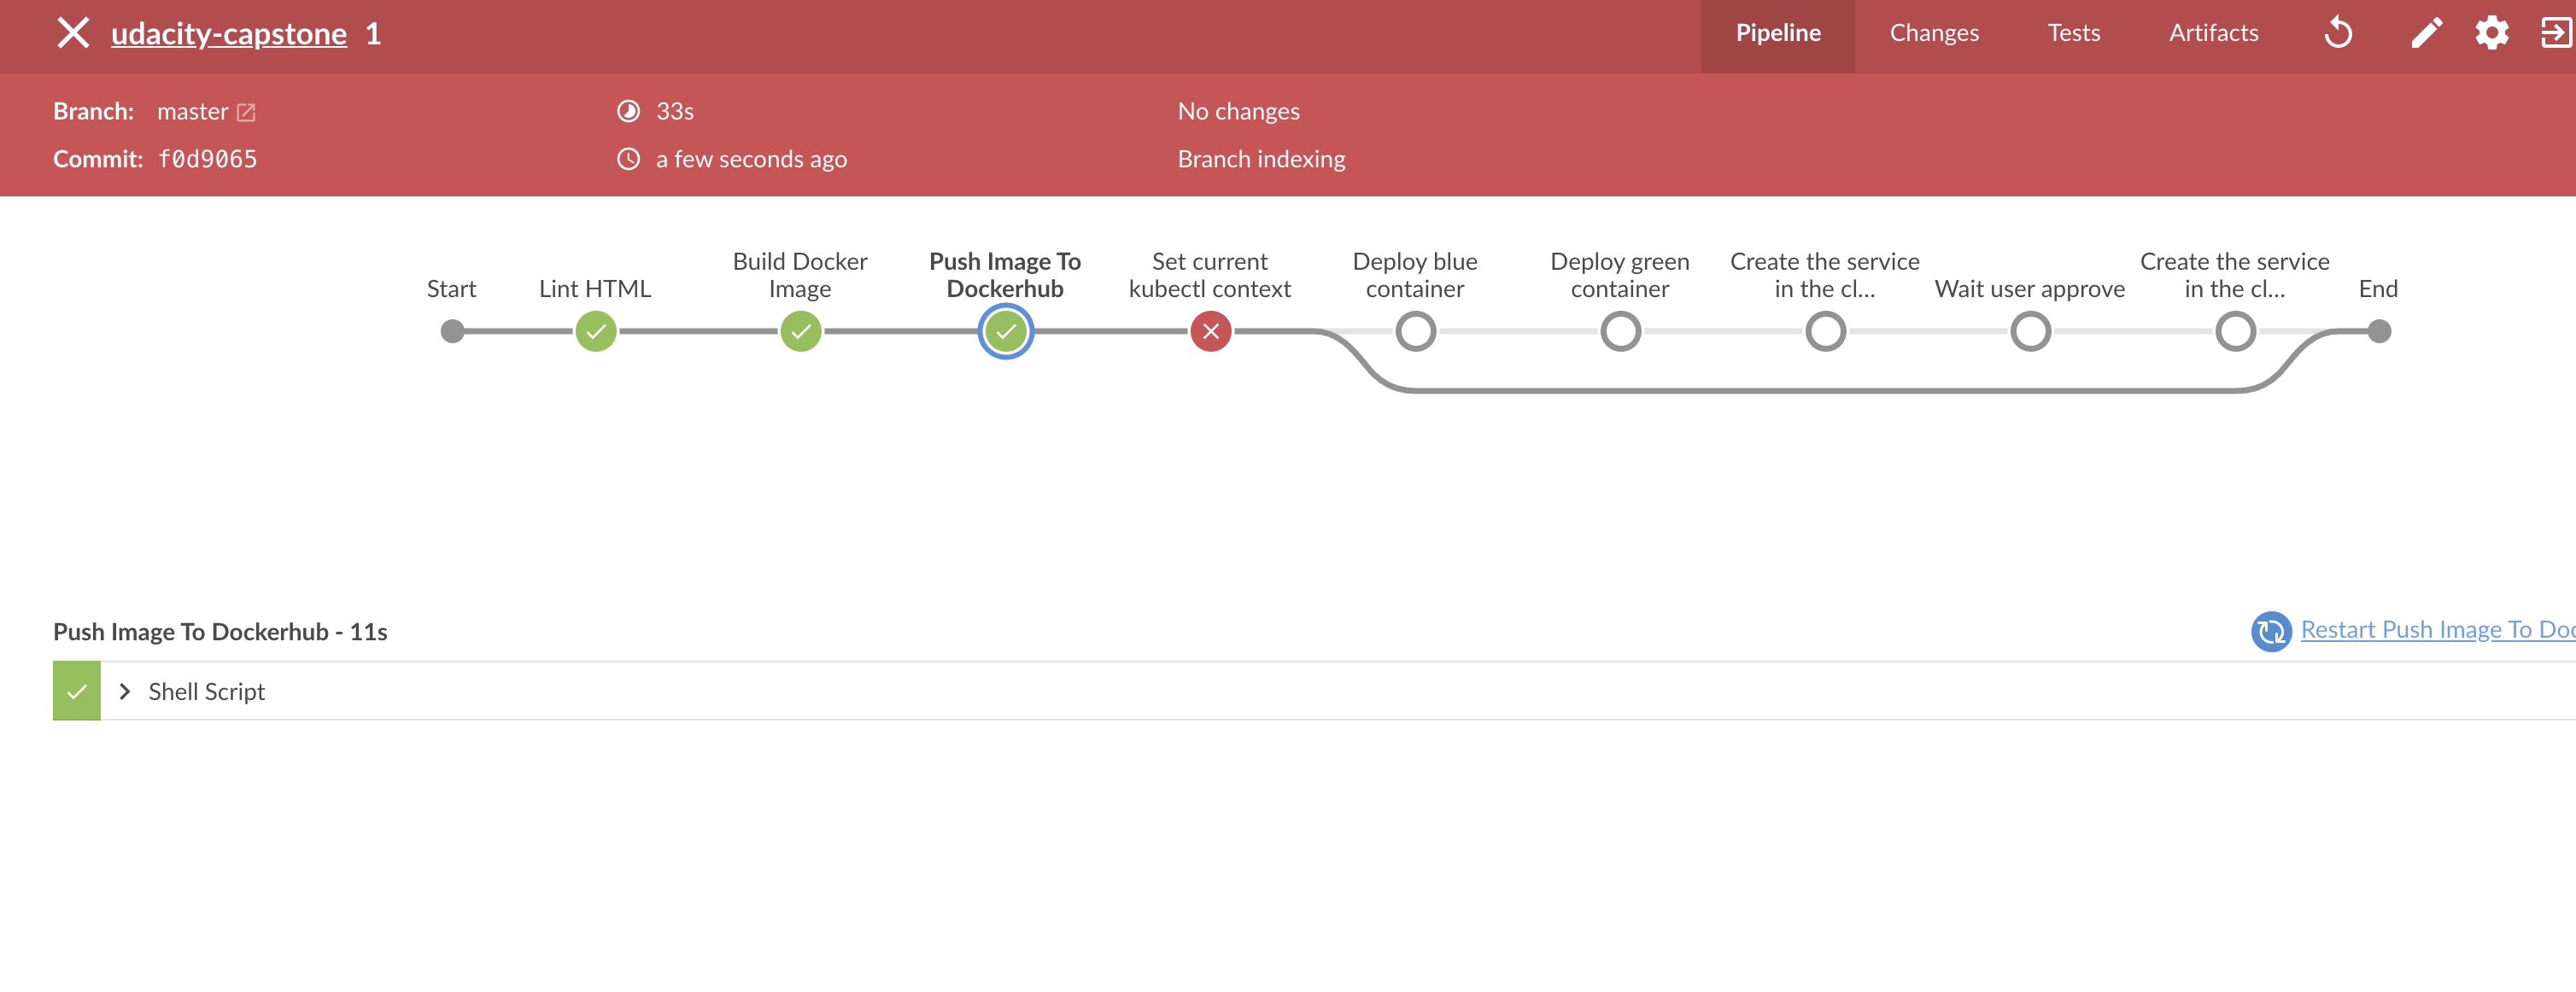 udacity-capstone 1
Pipeline Changes Tests Artifacts
Branch: master 33s No changes
Commit: f0d9065 a few seconds ago Branch indexing
Start
Lint HTML
Build Docker
Image
Push Image To
Dockerhub
Set current
kubectl context
Deploy blue
container
Deploy green
container
Create the service
in the cl...
Wait user approve
Create the service
in the cl...
End
Push Image To Dockerhub - 11s
Restart Push Image To Doc
Shell Script